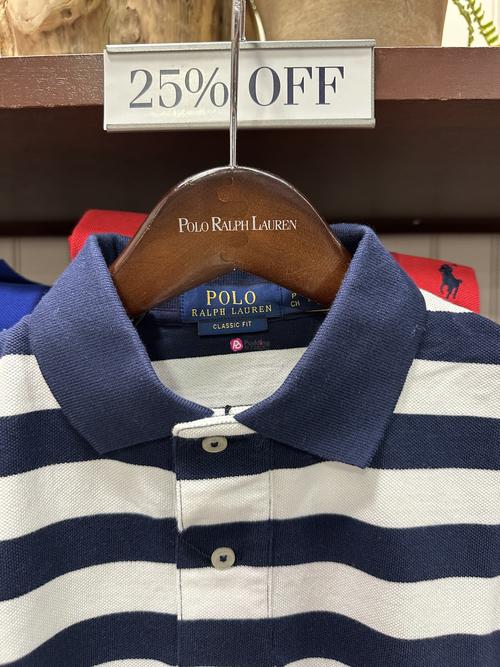 25% OFF
POLO RALPH LAUREN
POLO
RALPH LAUREN
CLASSIC FIT